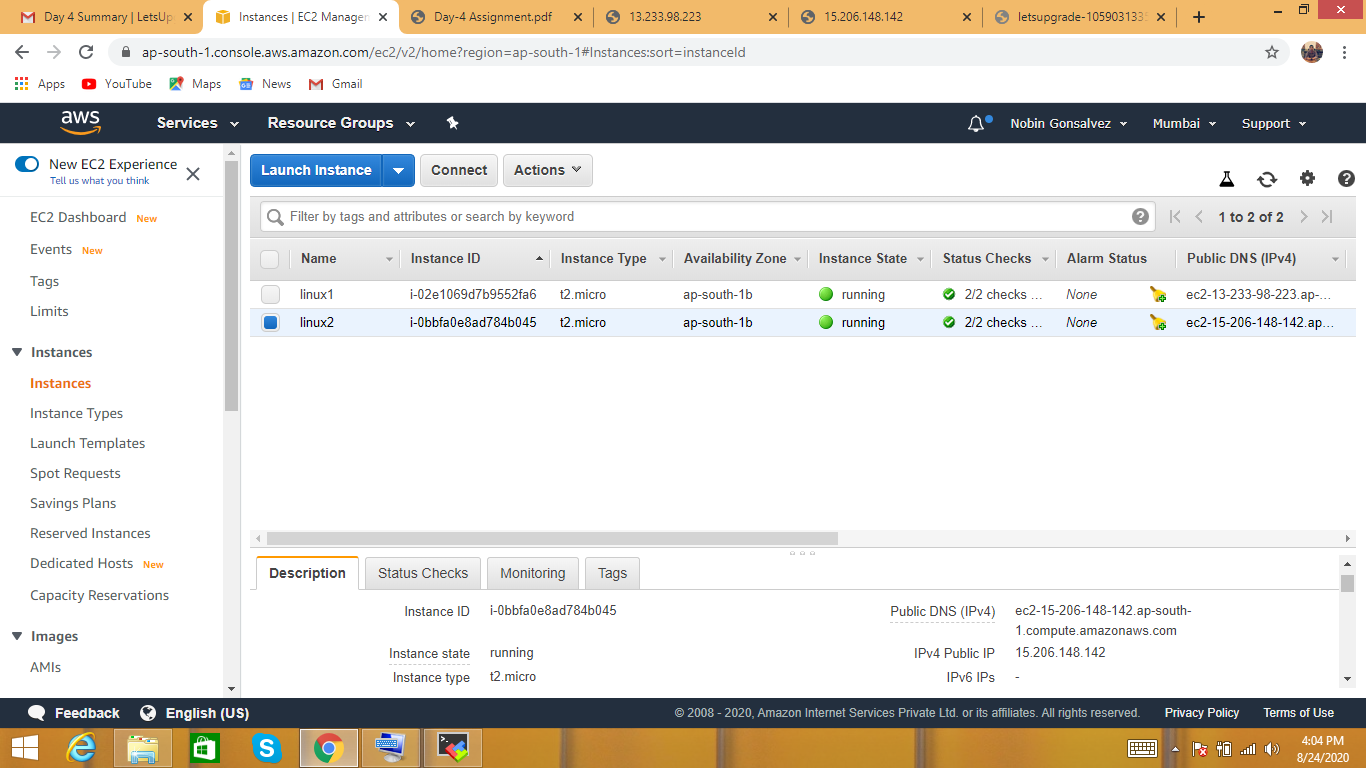 Day 4 Summary | LetsUp
Instances | EC2 Manager
Day-4 Assignment.pdf
13.233.98.223
15.206.148.142
letsupgrade-1059031335
ap-south-1.console.aws.amazon.com/ec2/v2/home?region=ap-south-1#Instances:sort=instanceId
Apps YouTube Maps News Gmail
aws Services Resource Groups Nobin Gonsalvez Mumbai Support
New EC2 Experience
Tell us what you think
EC2 Dashboard New
Events New
Tags
Limits
Instances
Instances
Instance Types
Launch Templates
Spot Requests
Savings Plans
Reserved Instances
Dedicated Hosts New
Capacity Reservations
Images
AMIs
Launch Instance Connect Actions
Filter by tags and attributes or search by keyword 1 to 2 of 2
Name Instance ID Instance Type Availability Zone Instance State Status Checks Alarm Status Public DNS (IPv4)
linux1 i-02e1069d7b9552fa6 t2.micro ap-south-1b running 2/2 checks ... None ec2-13-233-98-223.ap-...
linux2 i-0bbfa0e8ad784b045 t2.micro ap-south-1b running 2/2 checks ... None ec2-15-206-148-142.ap...
Description Status Checks Monitoring Tags
Instance ID i-0bbfa0e8ad784b045
Instance state running
Instance type t2.micro
Public DNS (IPv4) ec2-15-206-148-142.ap-south-
1.compute.amazonaws.com
IPv4 Public IP 15.206.148.142
IPv6 IPs -
Feedback English (US) © 2008 - 2020, Amazon Internet Services Private Ltd. or its affiliates. All rights reserved. Privacy Policy Terms of Use
4:04 PM
8/24/2020